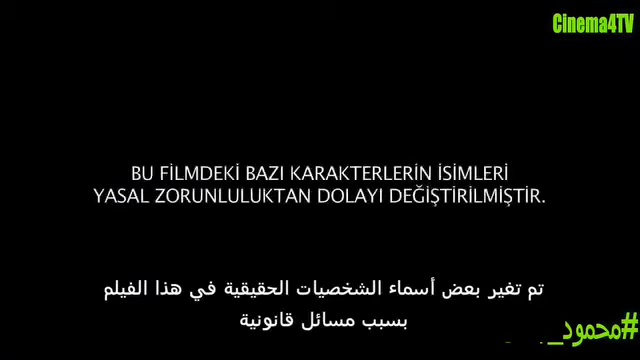 Cinema4TV
BU FİLMDEKİ BAZI KARAKTERLERİN İSİMLERİ
YASAL ZORUNLULUKTAN DOLAYI DEĞİŞTİRİLMİŞTİR.
تم تغير بعض أسماء الشخصيات الحقيقية في هذا الفيلم
بسبب مسائل قانونية
#محمود_